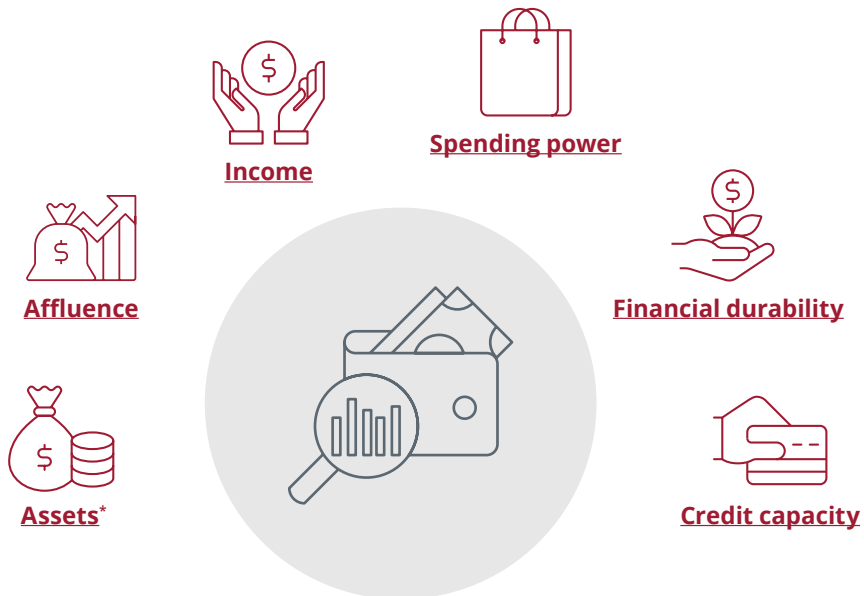 Spending power
Income
Affluence
Financial durability
Assets*
Credit capacity
$
$
$
$